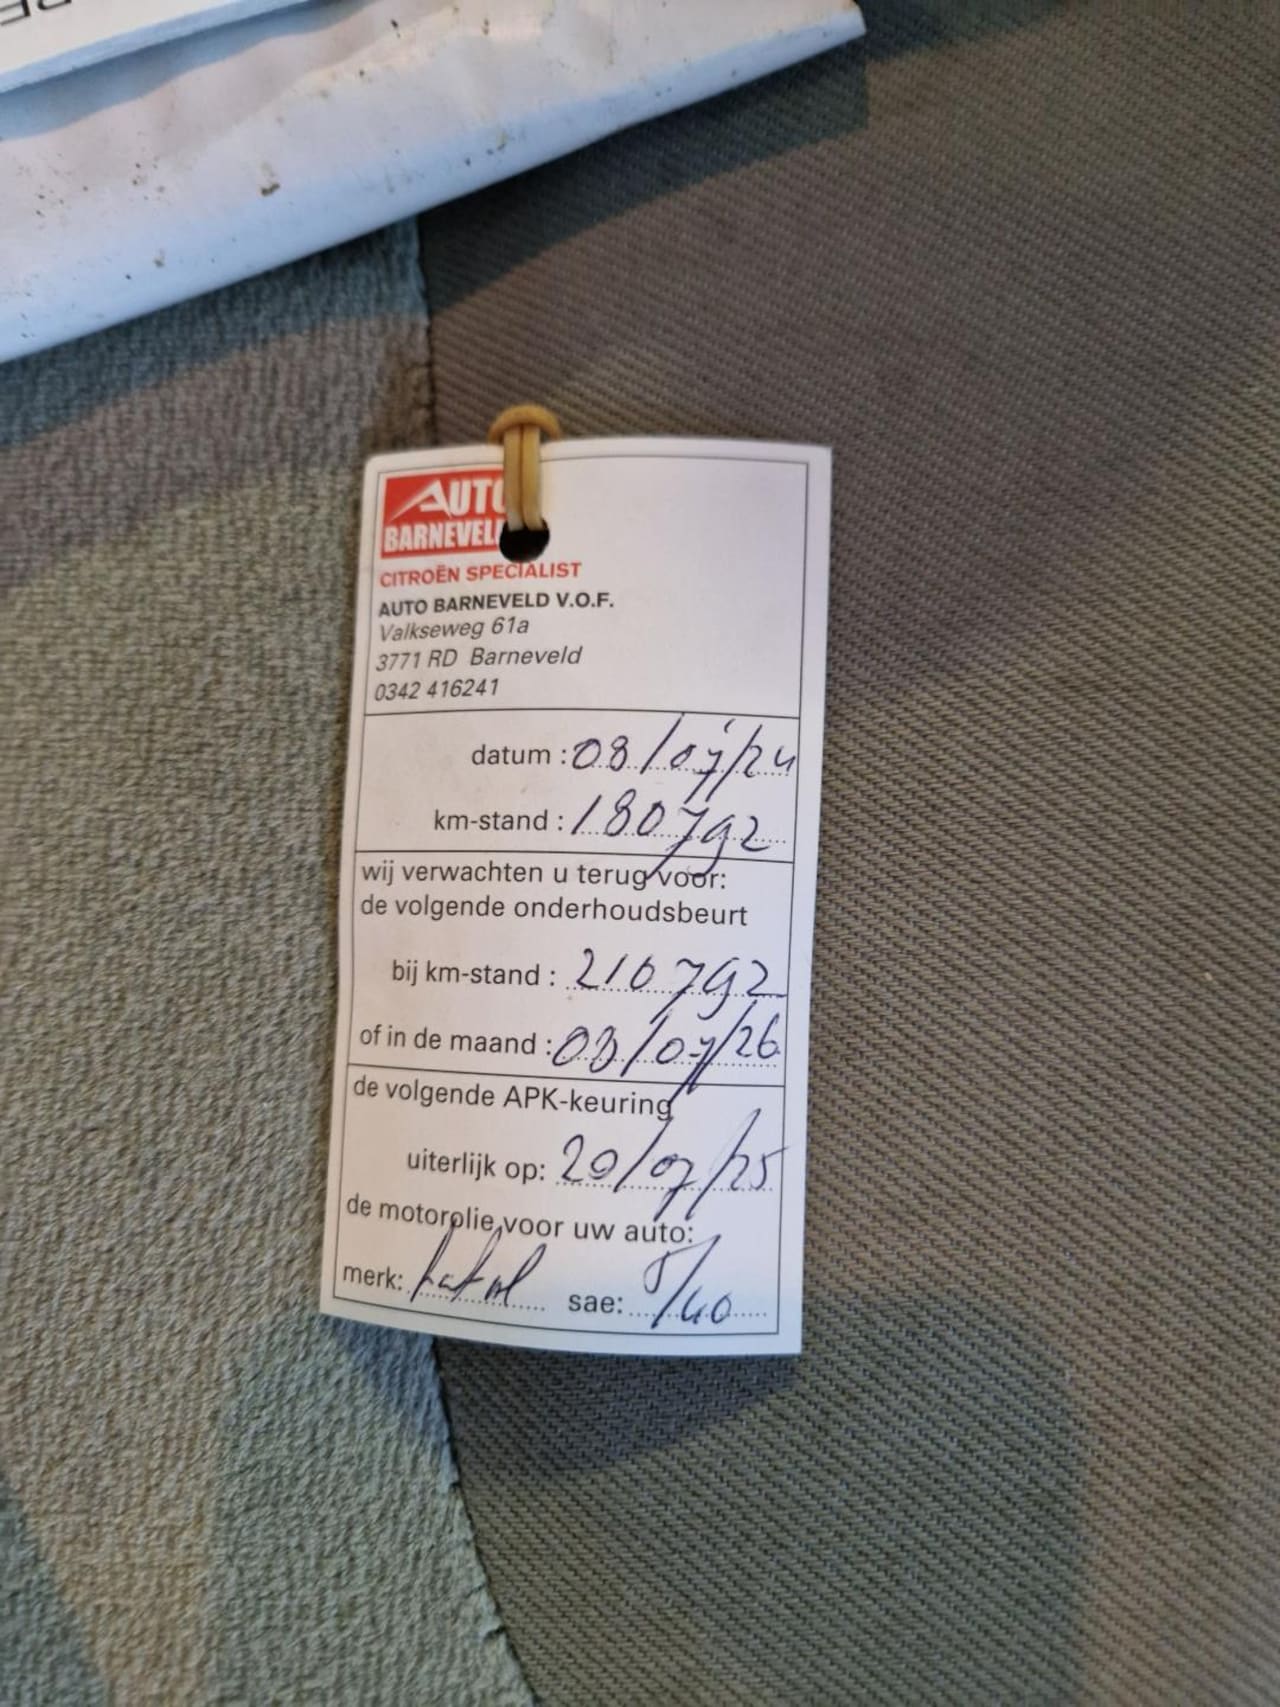 AUTO
BARNEVELD
CITROËN SPECIALIST
AUTO BARNEVELD V.O.F.
Valkseweg 61a
3771 RD Barneveld
0342 416241
datum : 08/07/24
km-stand : 180792
wij verwachten u terug voor:
de volgende onderhoudsbeurt
bij km-stand : 210792
of in de maand : 08/07/26
de volgende APK-keuring
uiterlijk op: 20/07/25
de motorolie voor uw auto:
merk: sae: 5/40